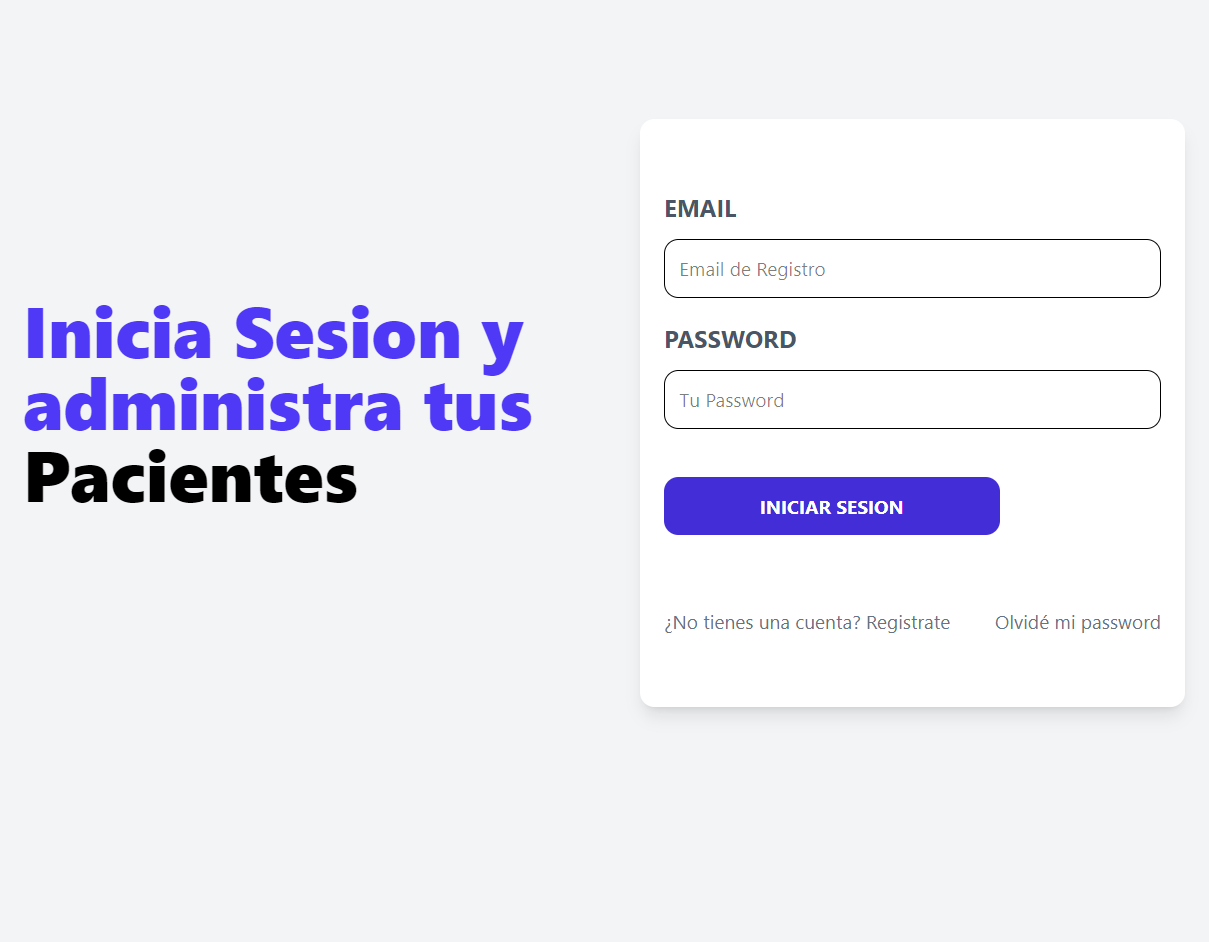 Inicia Sesion y
administra tus
Pacientes
EMAIL
Email de Registro
PASSWORD
Tu Password
INICIAR SESION
¿No tienes una cuenta? Registrate
Olvidé mi password